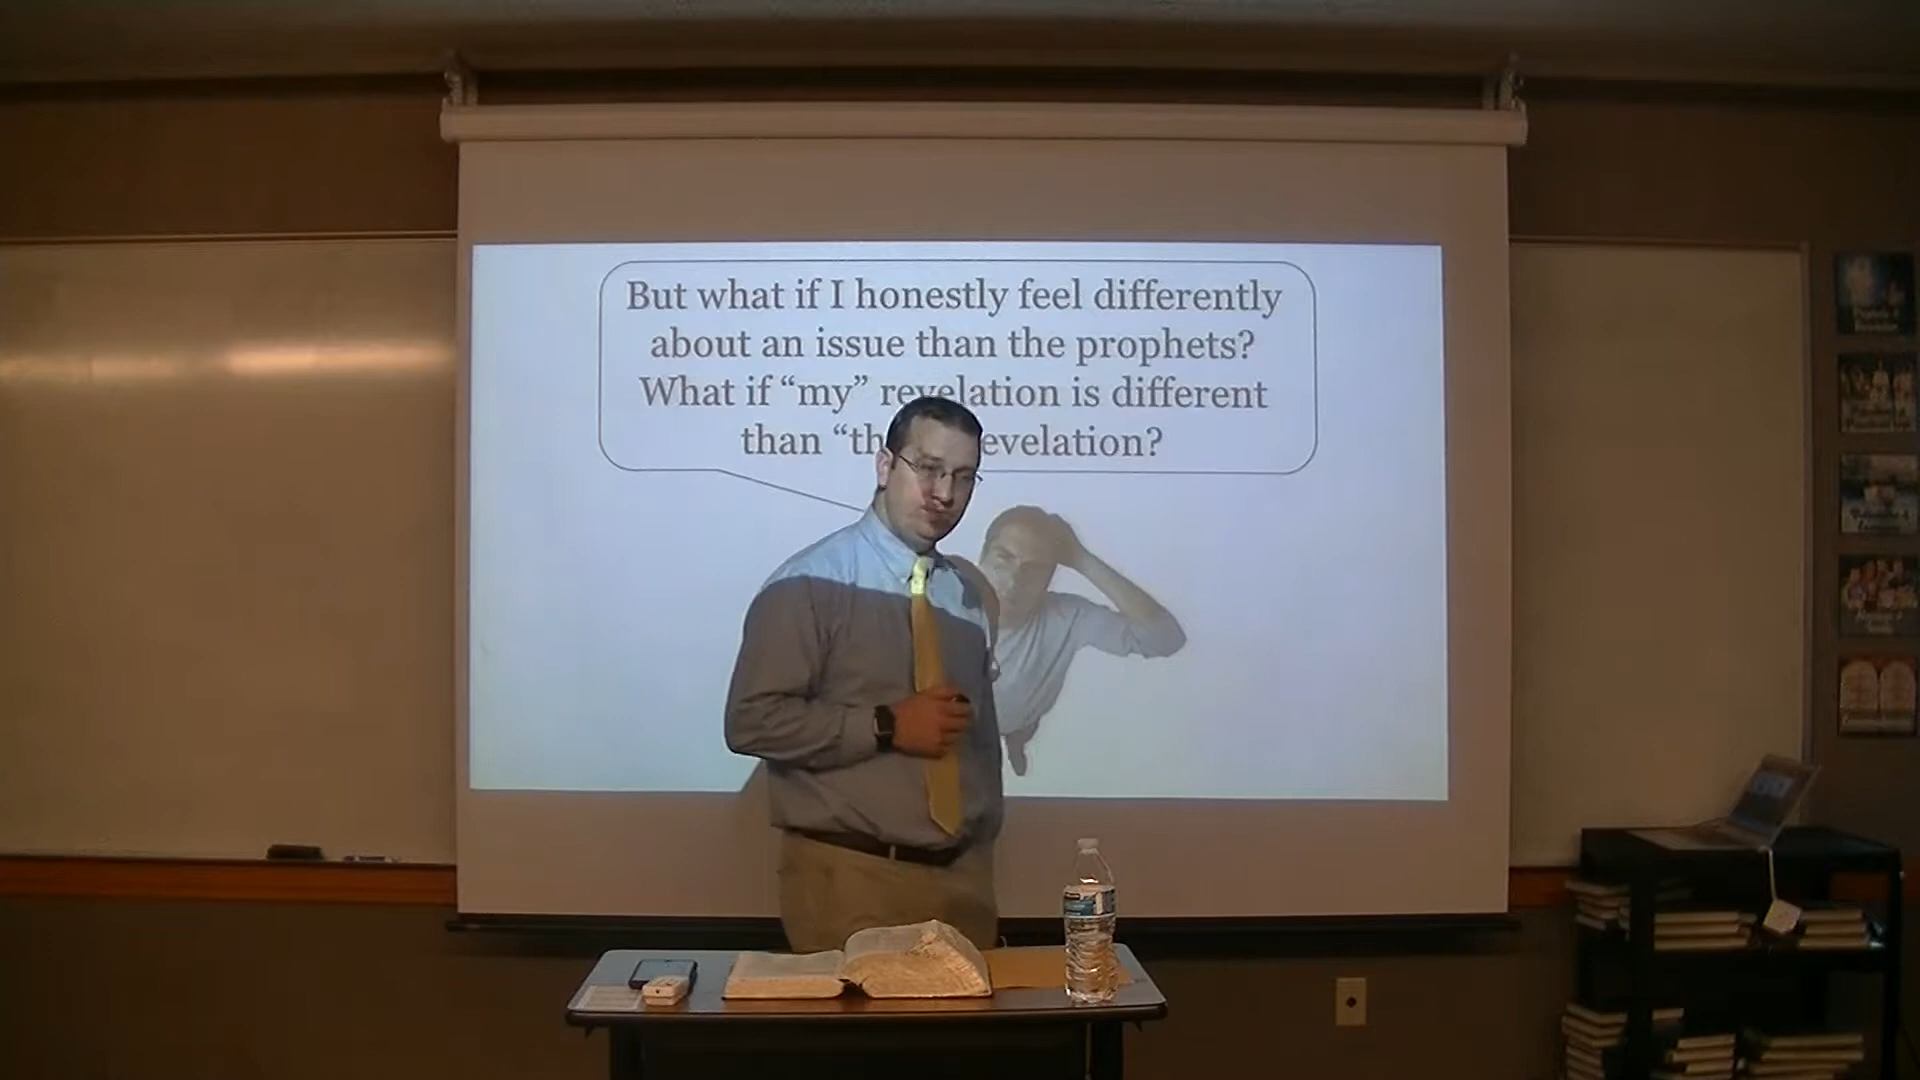 But what if I honestly feel differently
about an issue than the prophets?
What if “my” revelation is different
than “th evelation?